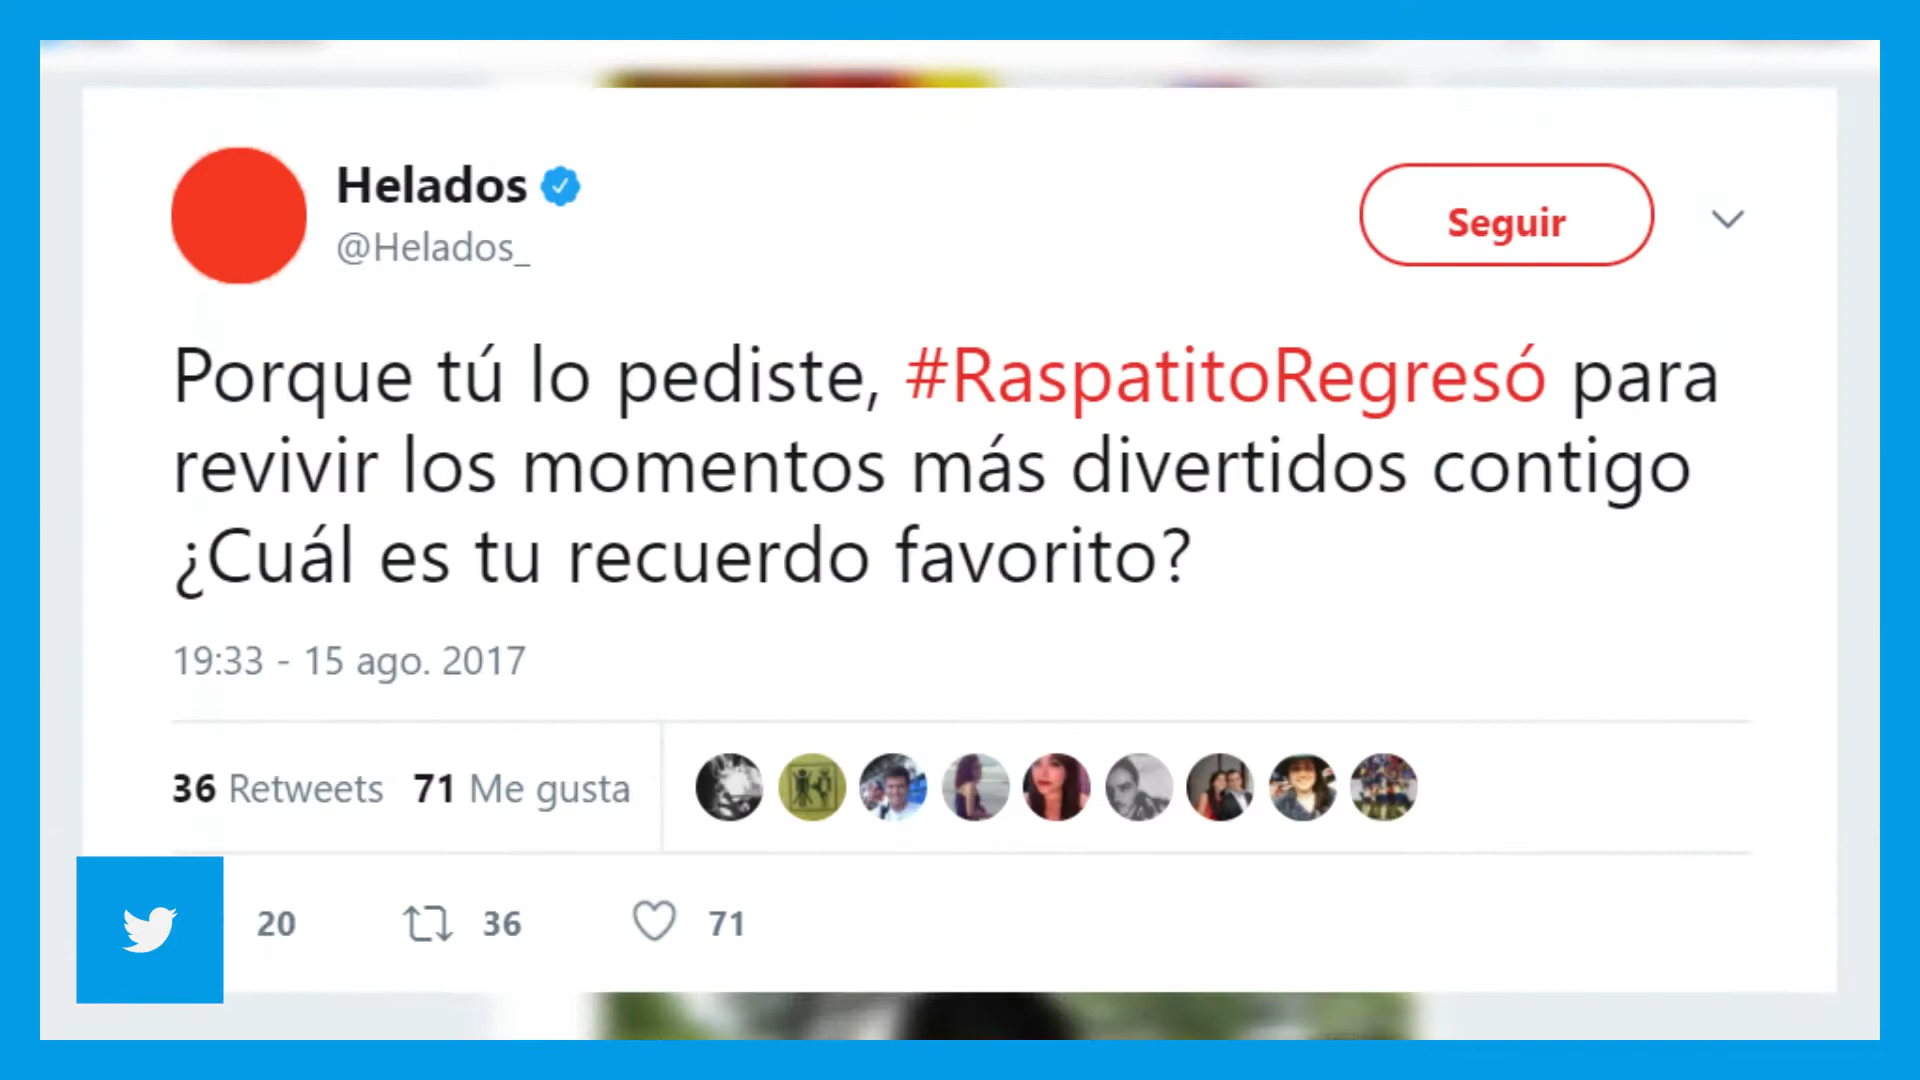 Helados
@Helados_
Seguir
Porque tú lo pediste, #RaspatitoRegresó para
revivir los momentos más divertidos contigo
¿Cuál es tu recuerdo favorito?
19:33 - 15 ago. 2017
36 Retweets 71 Me gusta
20 36 71